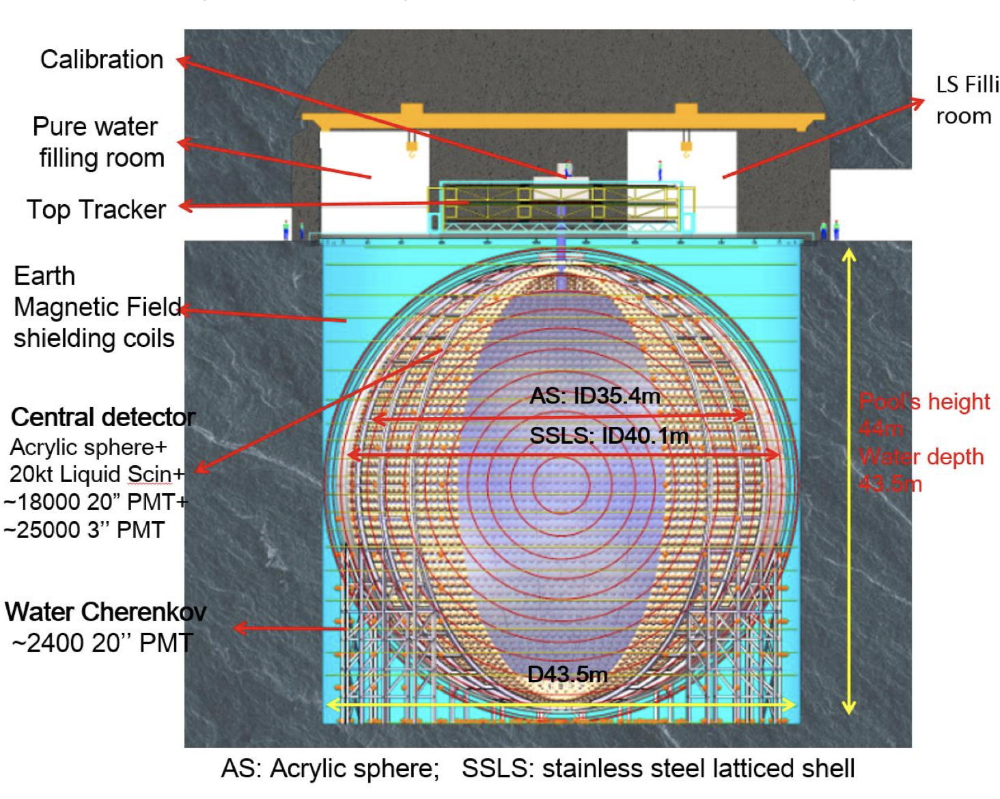 Calibration
LS Filli
room
Pure water
filling room
Top Tracker
Earth
Magnetic Field
shielding coils
AS: ID35.4m
SSLS: ID40.1m
Pool's height
44m
Water depth
43.5m
Central detector
Acrylic sphere+
20kt Liquid Scin+
~18000 20” PMT+
~25000 3’’ PMT
Water Cherenkov
~2400 20’’ PMT
D43.5m
AS: Acrylic sphere; SSLS: stainless steel latticed shell